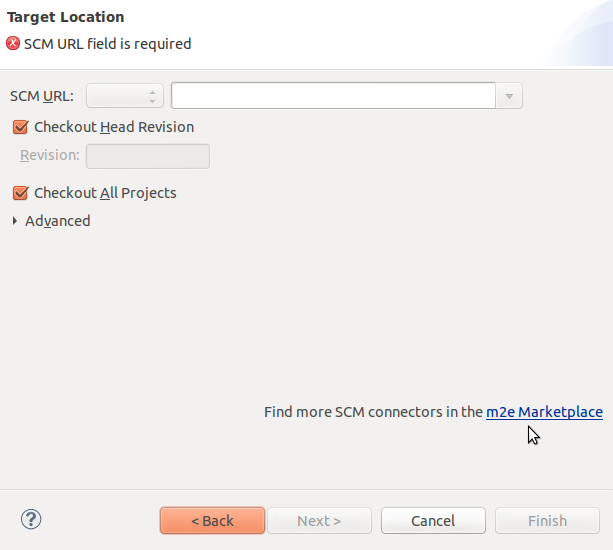 Target Location
SCM URL field is required
SCM URL:
Checkout Head Revision
Revision:
Checkout All Projects
Advanced
Find more SCM connectors in the m2e Marketplace
< Back Next > Cancel Finish